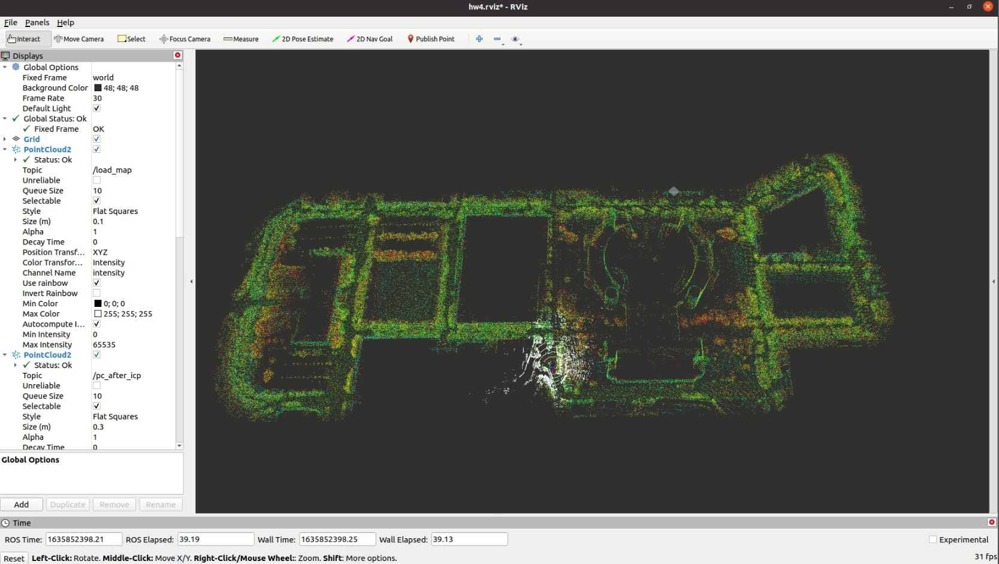 hw4.rviz* - RViz
File Panels Help
Interact Move Camera Select Focus Camera Measure 2D Pose Estimate 2D Nav Goal Publish Point
Displays
Global Options
Fixed Frame world
Background Color 48; 48; 48
Frame Rate 30
Default Light
Global Status: Ok
Fixed Frame OK
Grid
PointCloud2
Status: Ok
Topic /load_map
Unreliable
Queue Size 10
Selectable
Style Flat Squares
Size (m) 0.1
Alpha 1
Decay Time 0
Position Transf... XYZ
Color Transfor... Intensity
Channel Name intensity
Use rainbow
Invert Rainbow
Min Color 0; 0; 0
Max Color 255; 255; 255
Autocompute I...
Min Intensity 0
Max Intensity 65535
PointCloud2
Status: Ok
Topic /pc_after_icp
Unreliable
Queue Size 10
Selectable
Style Flat Squares
Size (m) 0.3
Alpha 1
Decay Time 0
Global Options
Add Duplicate Remove Rename
Time
ROS Time: 1635852398.21 ROS Elapsed: 39.19 Wall Time: 1635852398.25 Wall Elapsed: 39.13 Experimental
Reset Left-Click: Rotate. Middle-Click: Move X/Y. Right-Click/Mouse Wheel:: Zoom. Shift: More options. 31 fps